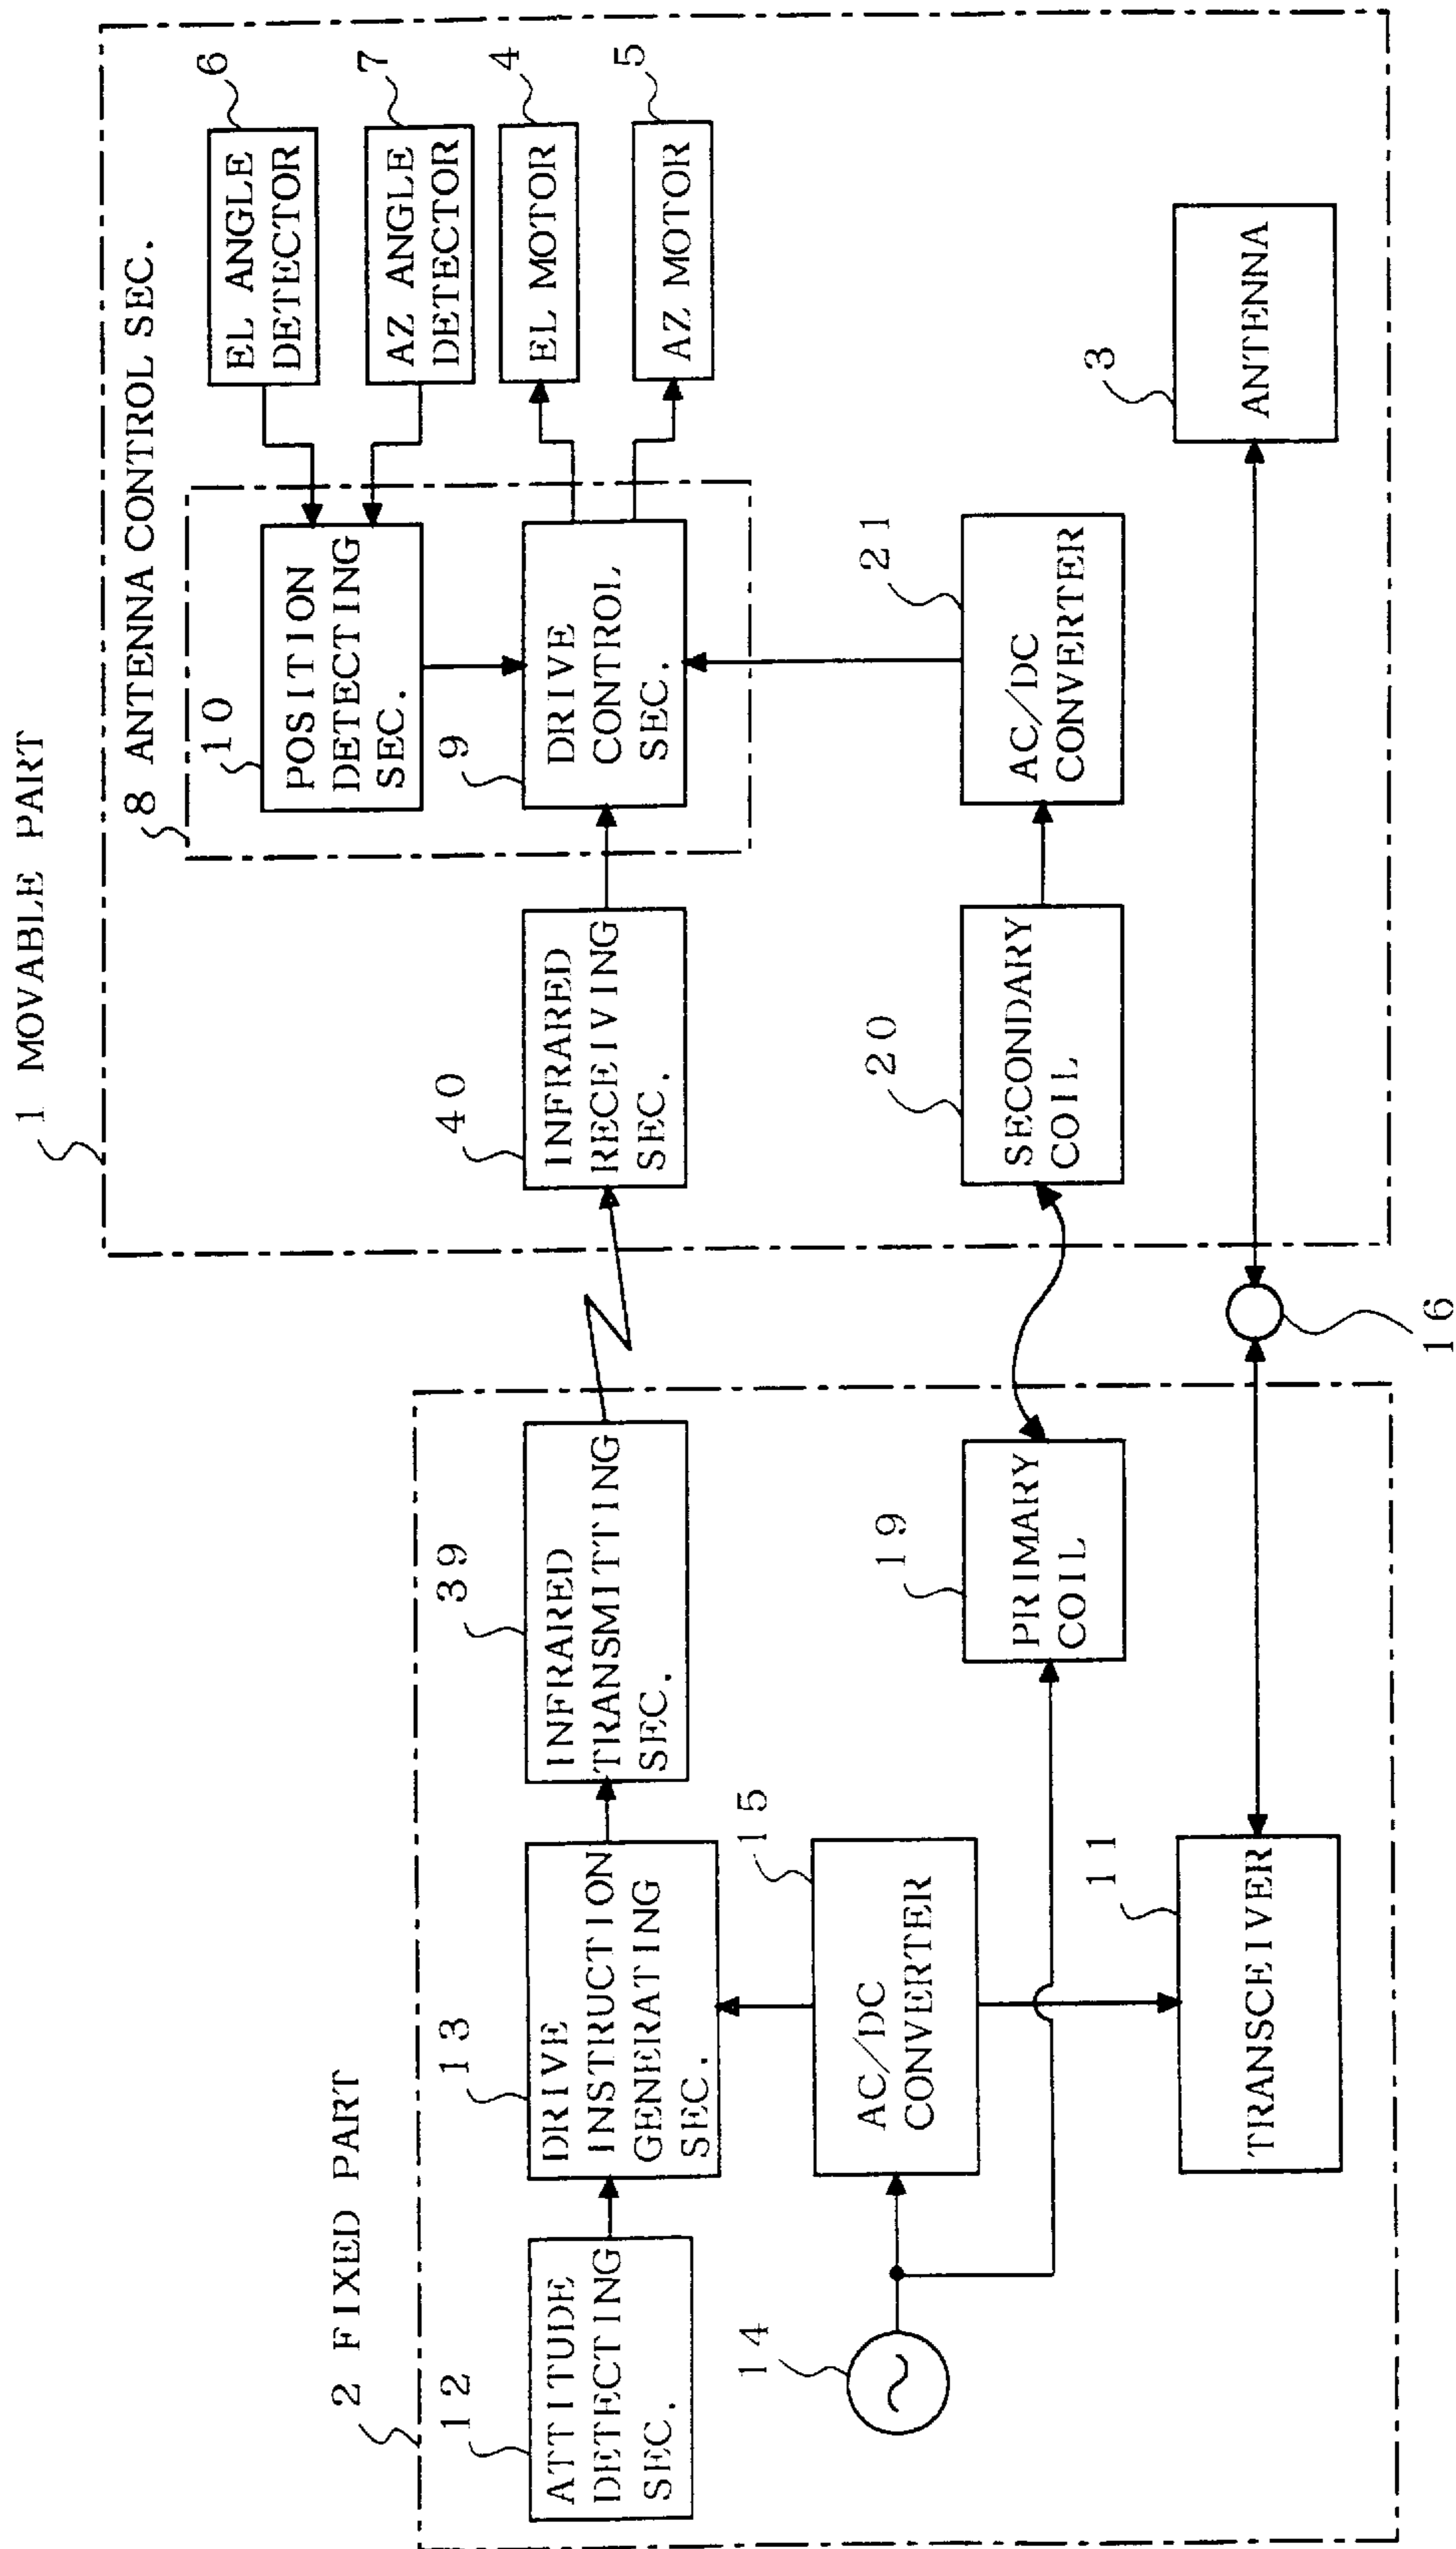 1 MOVABLE PART
8 ANTENNA CONTROL SEC.
10
POSITION
DETECTING
SEC.
6
EL ANGLE
DETECTOR
7
AZ ANGLE
DETECTOR
4
EL MOTOR
5
AZ MOTOR
40
INFRARED
RECEIVING
SEC.
9
DRIVE
CONTROL
SEC.
20
SECONDARY
COIL
21
AC/DC
CONVERTER
3
ANTENNA
16
2 FIXED PART
12
ATTITUDE
DETECTING
SEC.
13
DRIVE
INSTRUCTION
GENERATING
SEC.
39
INFRARED
TRANSMITTING
SEC.
14
15
AC/DC
CONVERTER
19
PRIMARY
COIL
11
TRANSCEIVER